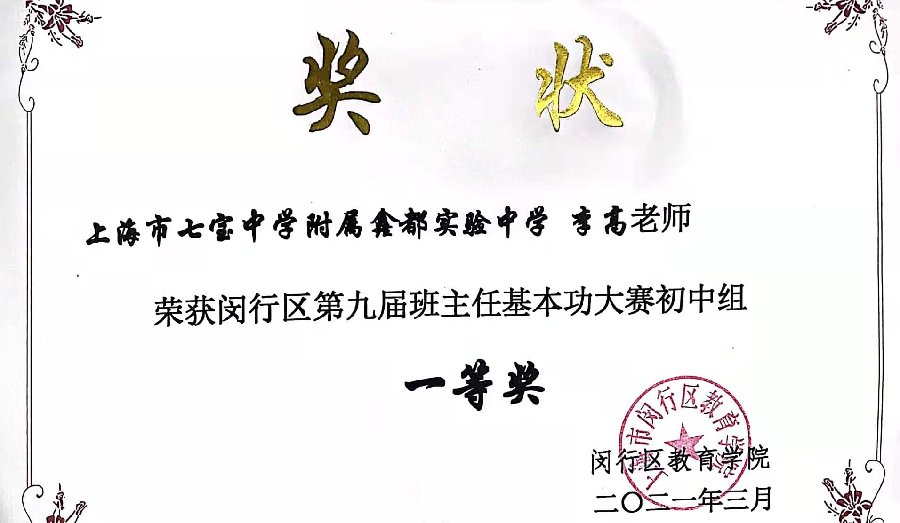 奖状
上海市七宝中学附属鑫都实验中学 李高老师
荣获闵行区第九届班主任基本功大赛初中组
一等奖
上海市闵行区教育学院
闵行区教育学院
二〇二一年三月